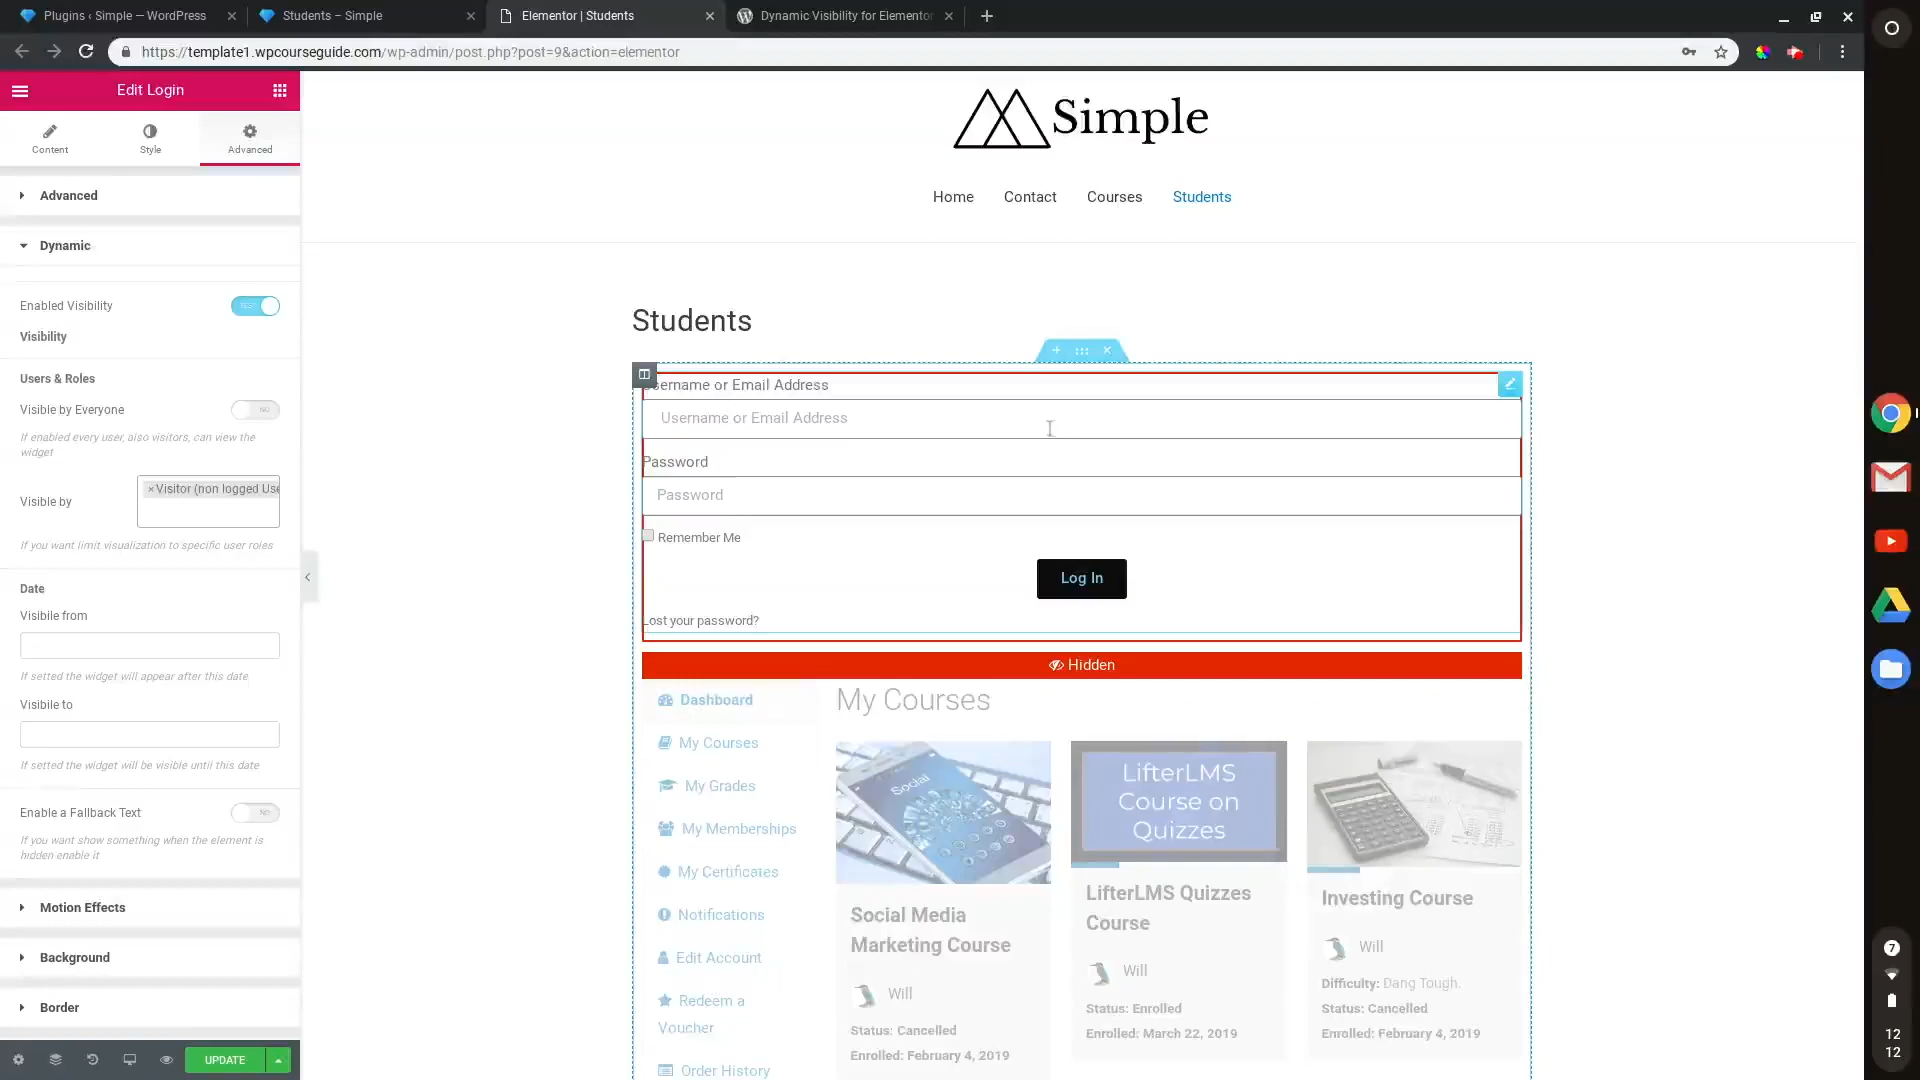 Plugins ‹ Simple — WordPress
Students – Simple
Elementor | Students
Dynamic Visibility for Elementor
https://template1.wpcourseguide.com/wp-admin/post.php?post=9&action=elementor
Edit Login
Content
Style
Advanced
Advanced
Dynamic
Enabled Visibility
Visibility
Users & Roles
Visible by Everyone
NO
If enabled every user, also visitors, can view the
widget
Visible by
×Visitor (non logged Use
If you want limit visualization to specific user roles
Date
Visibile from
If setted the widget will appear after this date
Visibile to
If setted the widget will be visible until this date
Enable a Fallback Text
NO
If you want show something when the element is
hidden enable it
Motion Effects
Background
Border
UPDATE
Simple
Home
Contact
Courses
Students
Students
sername or Email Address
Username or Email Address
Password
Password
Remember Me
Log In
Lost your password?
Hidden
Dashboard
My Courses
My Grades
My Memberships
My Certificates
Notifications
Edit Account
Redeem a
Voucher
Order History
My Courses
Social
Social Media
Marketing Course
Will
Status: Cancelled
Enrolled: February 4, 2019
LifterLMS
Course on
Quizzes
LifterLMS Quizzes
Course
Will
Status: Enrolled
Enrolled: March 22, 2019
Investing Course
Will
Difficulty: Dang Tough.
Status: Cancelled
Enrolled: February 4, 2019
7
12
12